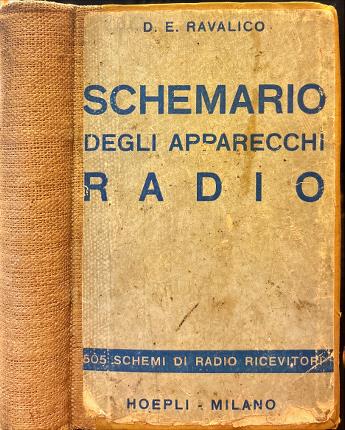 D. E. RAVALICO
SCHEMARIO
DEGLI APPARECCHI
RADIO
505 SCHEMI DI RADIO RICEVITORI
HOEPLI - MILANO